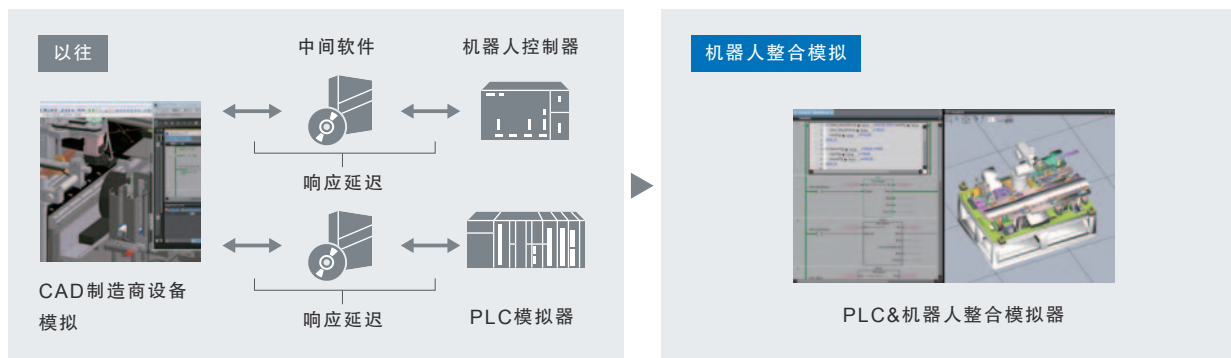 以往
中间软件
机器人控制器
响应延迟
CAD制造商设备
模拟
响应延迟
PLC模拟器
机器人整合模拟
PLC&机器人整合模拟器